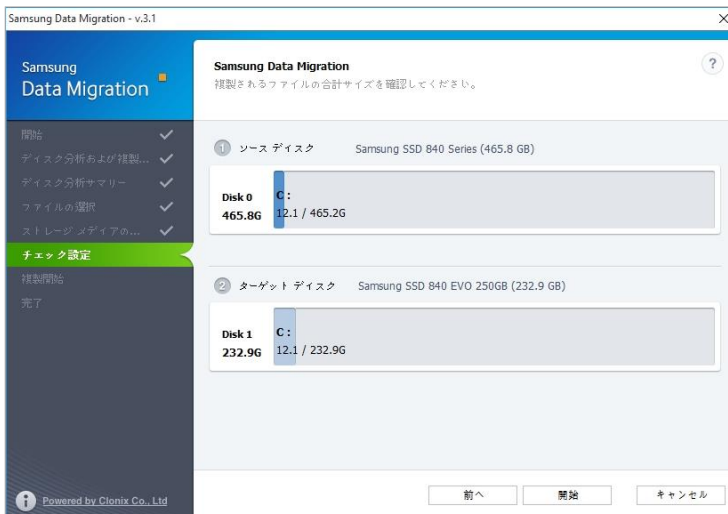 Samsung Data Migration - v.3.1
Samsung
Data Migration
Samsung Data Migration
複製されるファイルの合計サイズを確認してください。
?
開始
ディスク分析および複製...
ディスク分析サマリー
ファイルの選択
ストレージ メディアの...
チェック設定
複製開始
完了
1 ソース ディスク Samsung SSD 840 Series (465.8 GB)
Disk 0
465.8G
C :
12.1 / 465.2G
2 ターゲット ディスク Samsung SSD 840 EVO 250GB (232.9 GB)
Disk 1
232.9G
C :
12.1 / 232.9G
Powered by Clonix Co., Ltd
前へ
開始
キャンセル